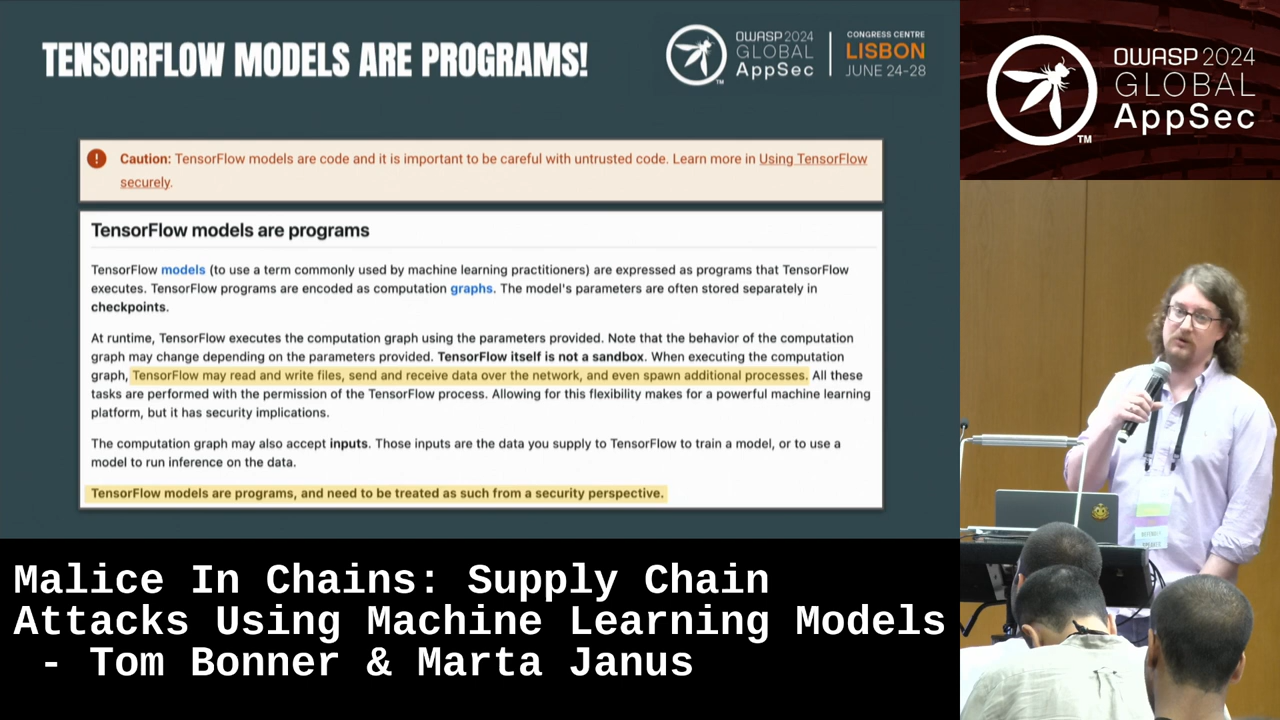 TENSORFLOW MODELS ARE PROGRAMS!
OWASP 2024
GLOBAL
AppSec
TM
CONGRESS CENTRE
LISBON
JUNE 24-28
Caution: TensorFlow models are code and it is important to be careful with untrusted code. Learn more in Using TensorFlow
securely.
TensorFlow models are programs
TensorFlow models (to use a term commonly used by machine learning practitioners) are expressed as programs that TensorFlow
executes. TensorFlow programs are encoded as computation graphs. The model's parameters are often stored separately in
checkpoints.
At runtime, TensorFlow executes the computation graph using the parameters provided. Note that the behavior of the computation
graph may change depending on the parameters provided. TensorFlow itself is not a sandbox. When executing the computation
graph, TensorFlow may read and write files, send and receive data over the network, and even spawn additional processes. All these
tasks are performed with the permission of the TensorFlow process. Allowing for this flexibility makes for a powerful machine learning
platform, but it has security implications.
The computation graph may also accept inputs. Those inputs are the data you supply to TensorFlow to train a model, or to use a
model to run inference on the data.
TensorFlow models are programs, and need to be treated as such from a security perspective.
OWASP 2024
GLOBAL
AppSec
TM
SPEAKER
Malice In Chains: Supply Chain
Attacks Using Machine Learning Models
- Tom Bonner & Marta Janus